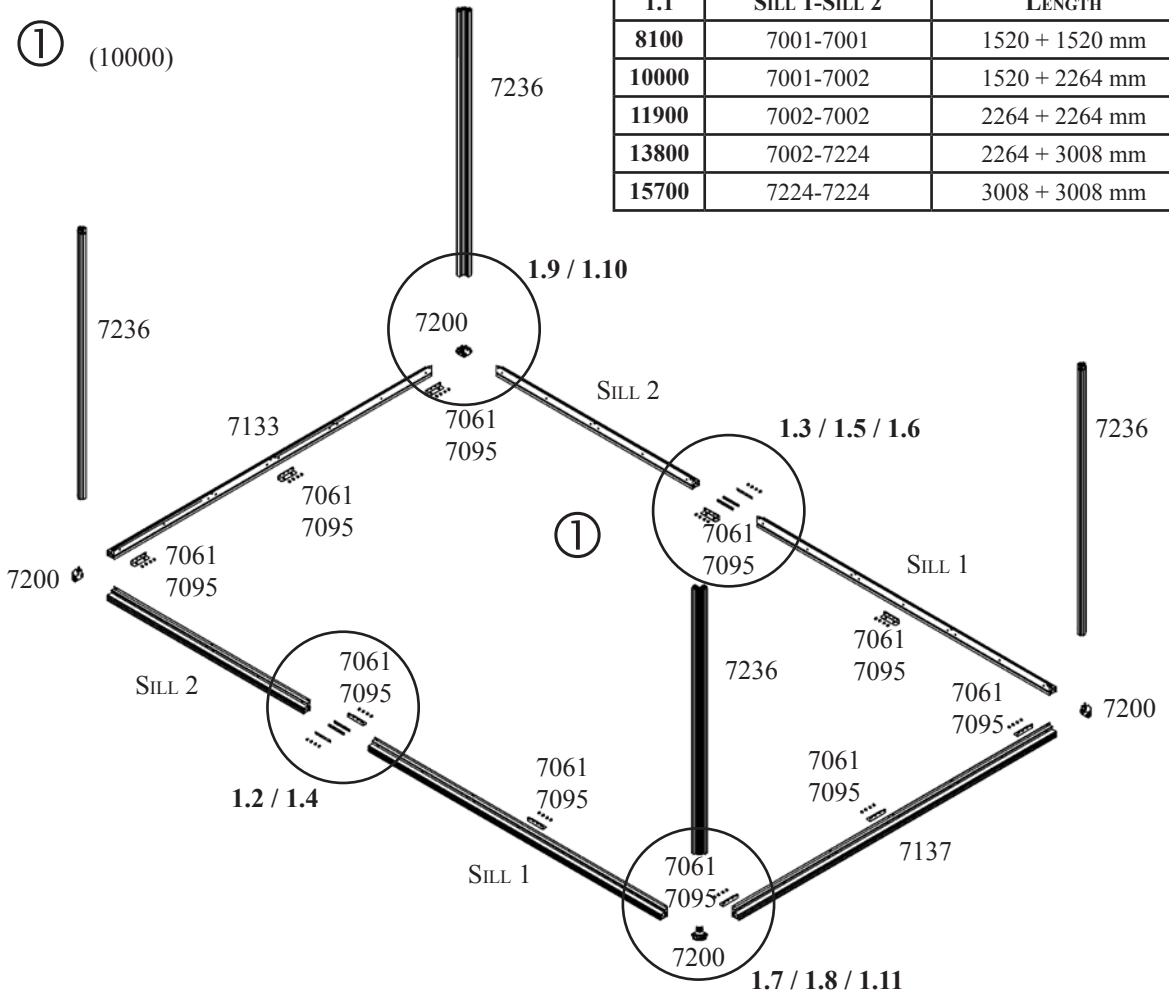 ①
(10000)
1.1 SILL 1-SILL 2 LENGTH
8100 7001-7001 1520 + 1520 mm
10000 7001-7002 1520 + 2264 mm
11900 7002-7002 2264 + 2264 mm
13800 7002-7224 2264 + 3008 mm
15700 7224-7224 3008 + 3008 mm
7236
1.9 / 1.10
7200
7236
SILL 2
7061
7095
7133
1.3 / 1.5 / 1.6
7236
7061
7095
①
7061
7095
7061
7095
7200
SILL 1
7061
7095
7061
7095
SILL 2
7236
7061
7095
7200
1.2 / 1.4
7061
7095
7061
7095
7137
SILL 1
7061
7095
7200
1.7 / 1.8 / 1.11